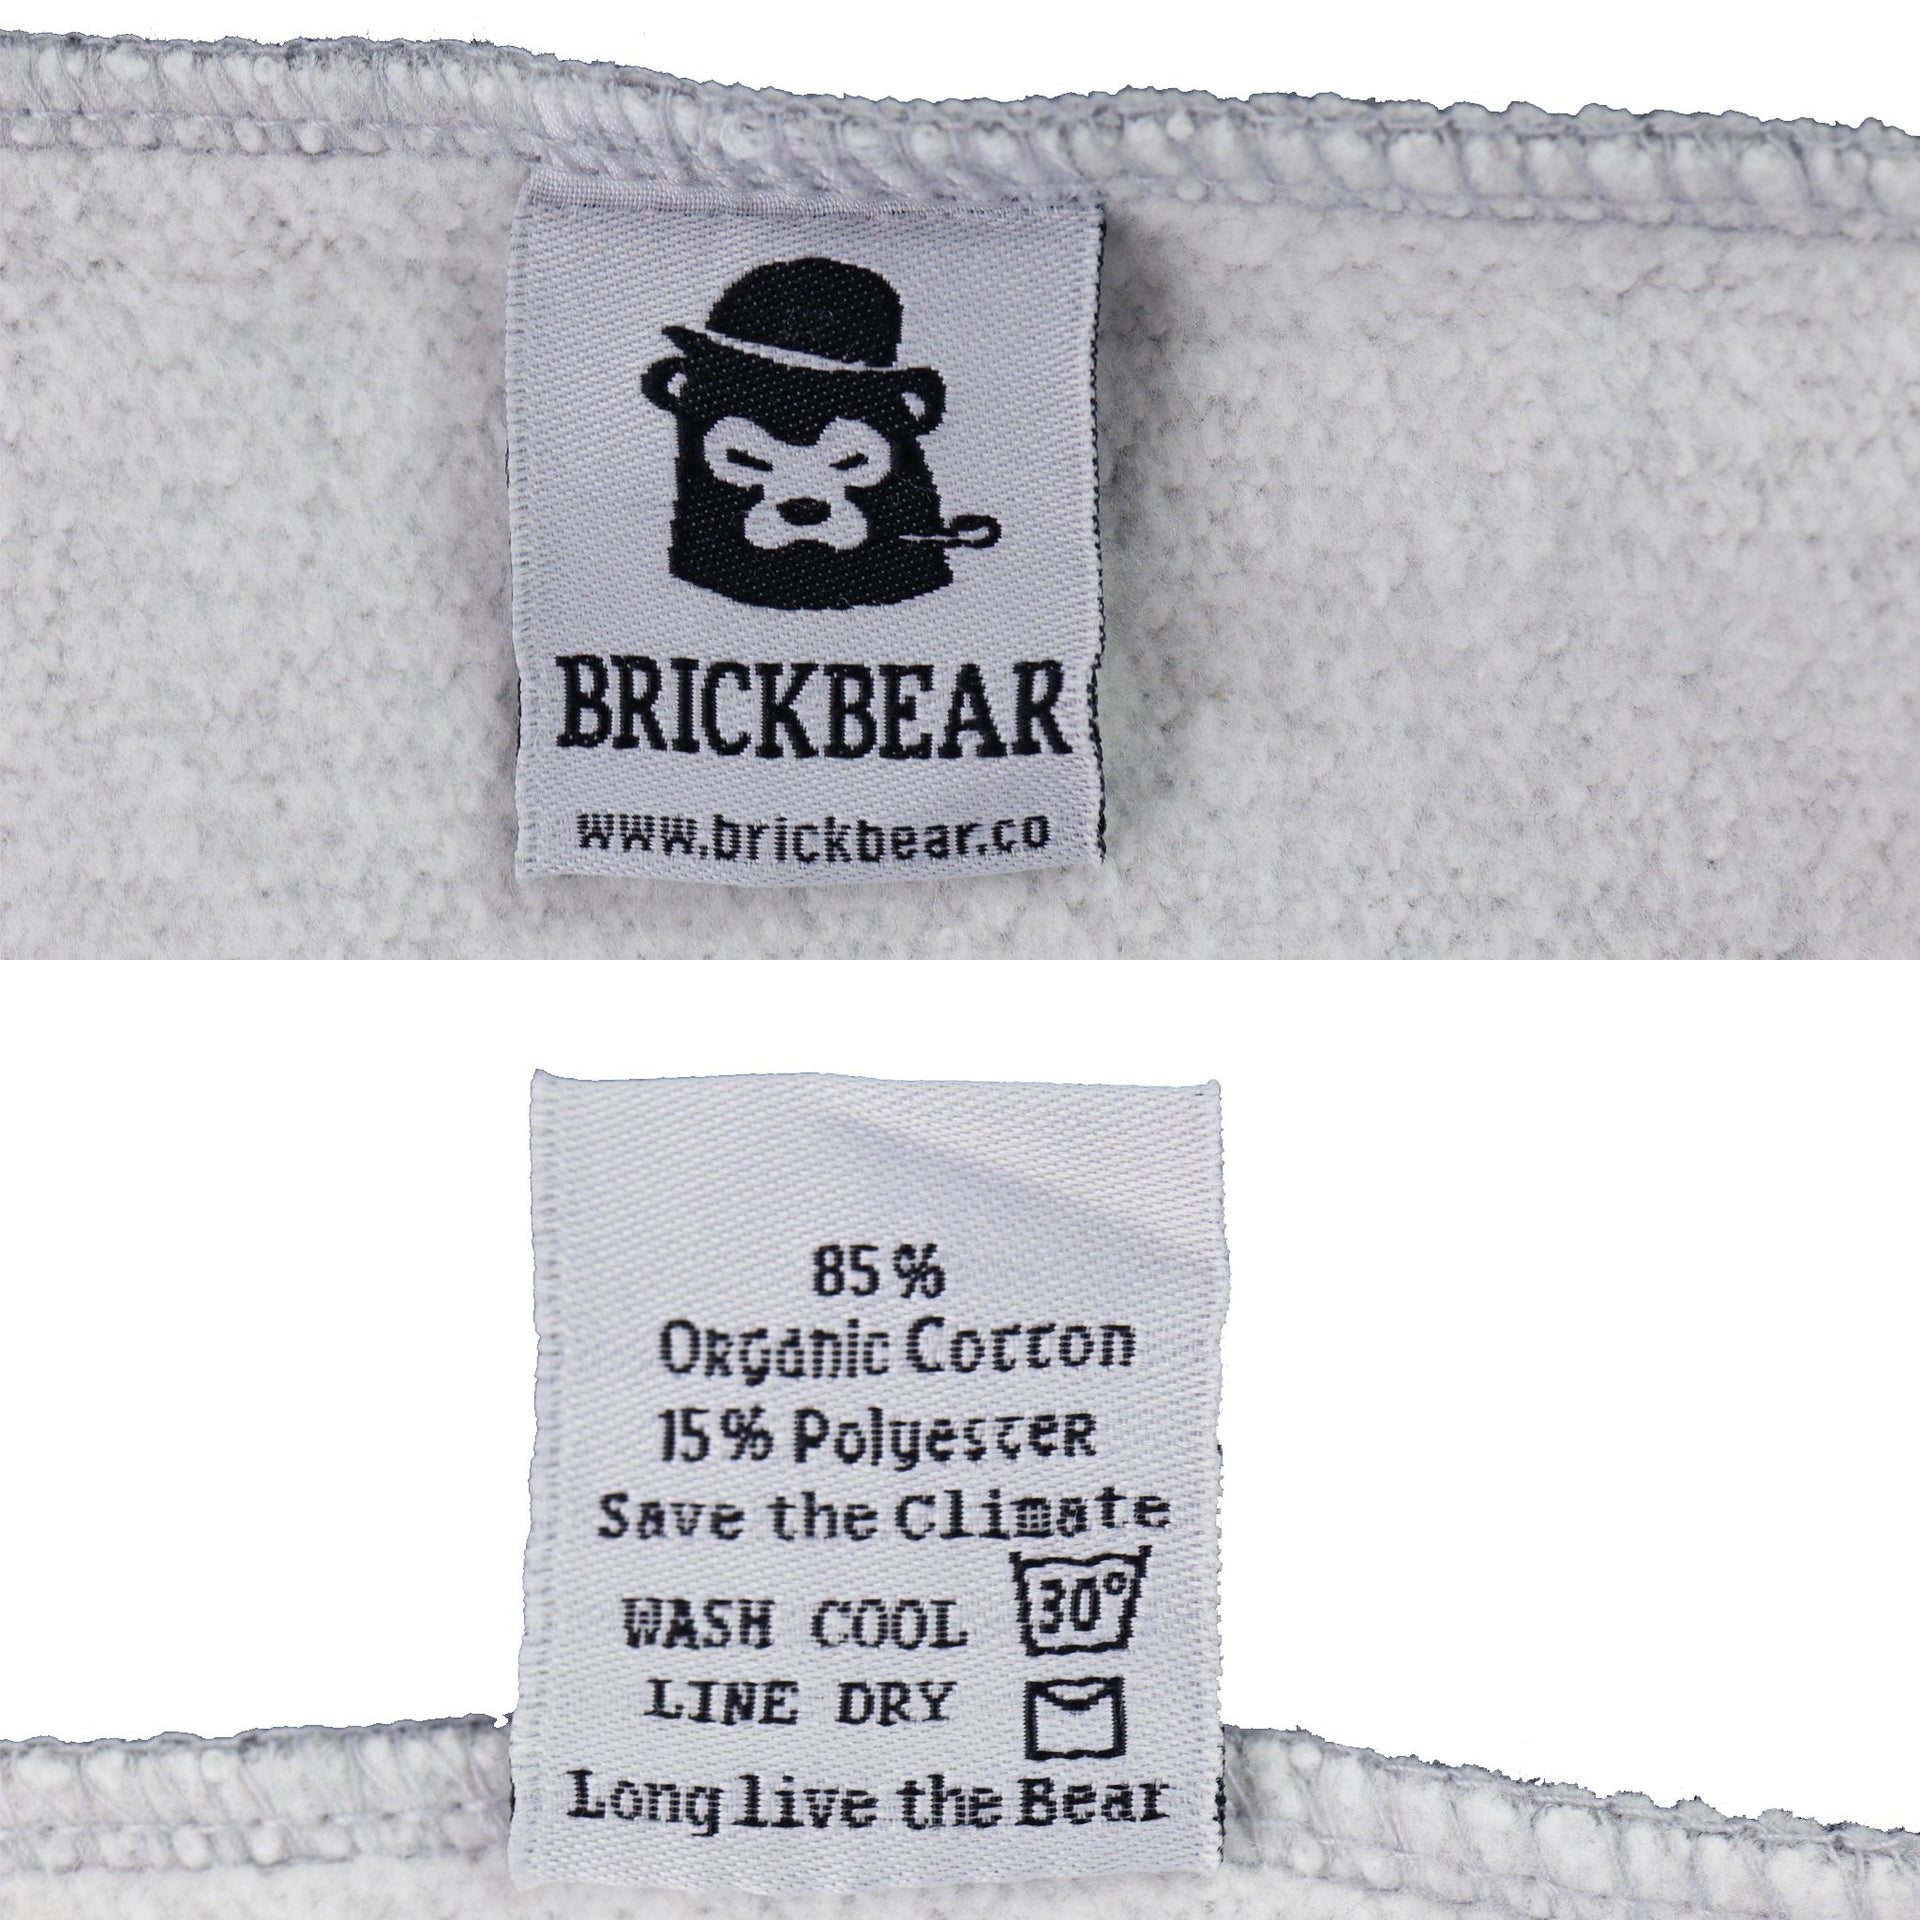 BRICKBEAR
www.brickbear.co
85%
Organic Cotton
15% Polyester
Save the Climate
WASH COOL 30°
LINE DRY
Long live the Bear